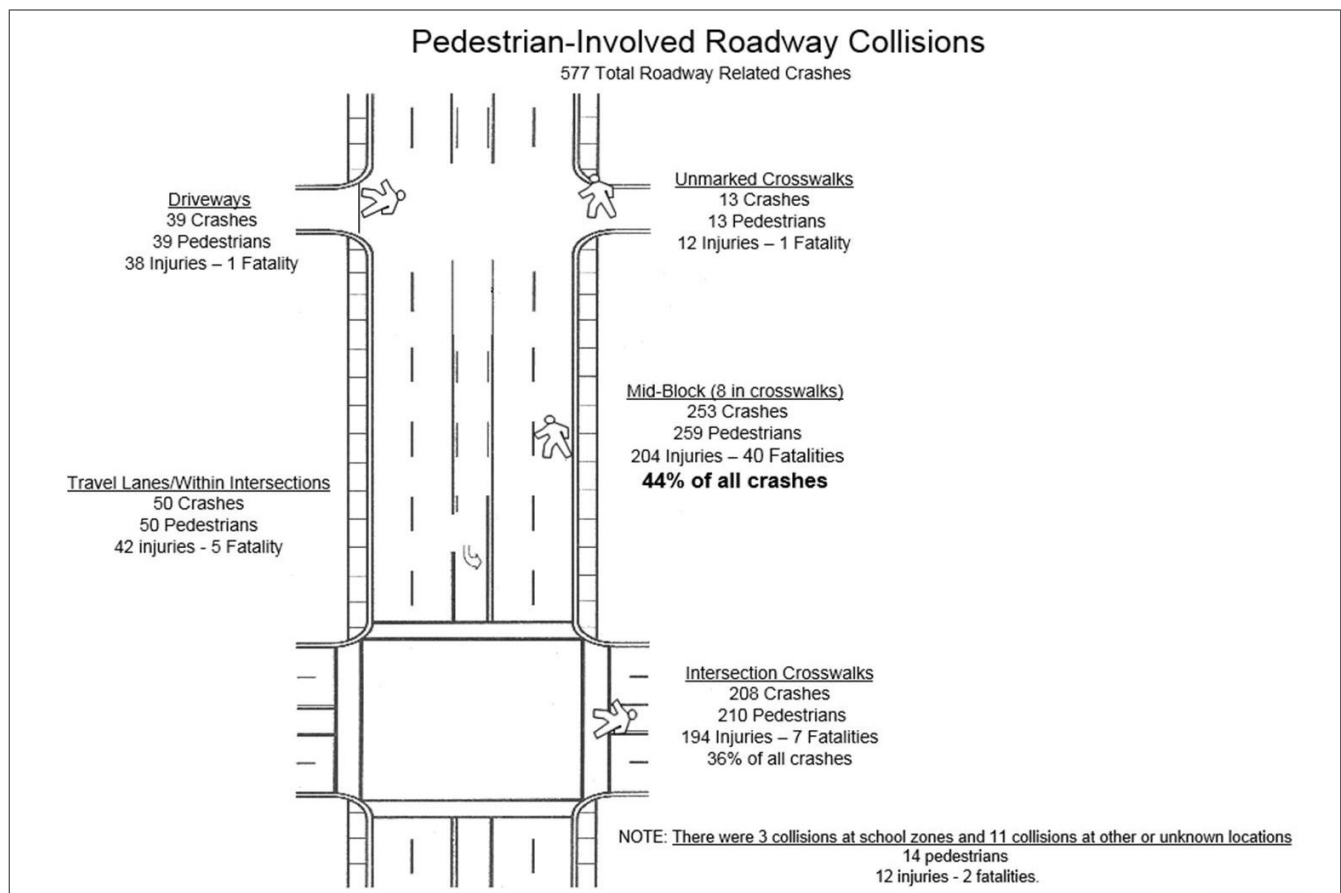 Pedestrian-Involved Roadway Collisions
577 Total Roadway Related Crashes
Driveways
39 Crashes
39 Pedestrians
38 Injuries – 1 Fatality
Unmarked Crosswalks
13 Crashes
13 Pedestrians
12 Injuries – 1 Fatality
Mid-Block (8 in crosswalks)
253 Crashes
259 Pedestrians
204 Injuries – 40 Fatalities
44% of all crashes
Travel Lanes/Within Intersections
50 Crashes
50 Pedestrians
42 injuries - 5 Fatality
Intersection Crosswalks
208 Crashes
210 Pedestrians
194 Injuries – 7 Fatalities
36% of all crashes
NOTE: There were 3 collisions at school zones and 11 collisions at other or unknown locations
14 pedestrians
12 injuries - 2 fatalities.